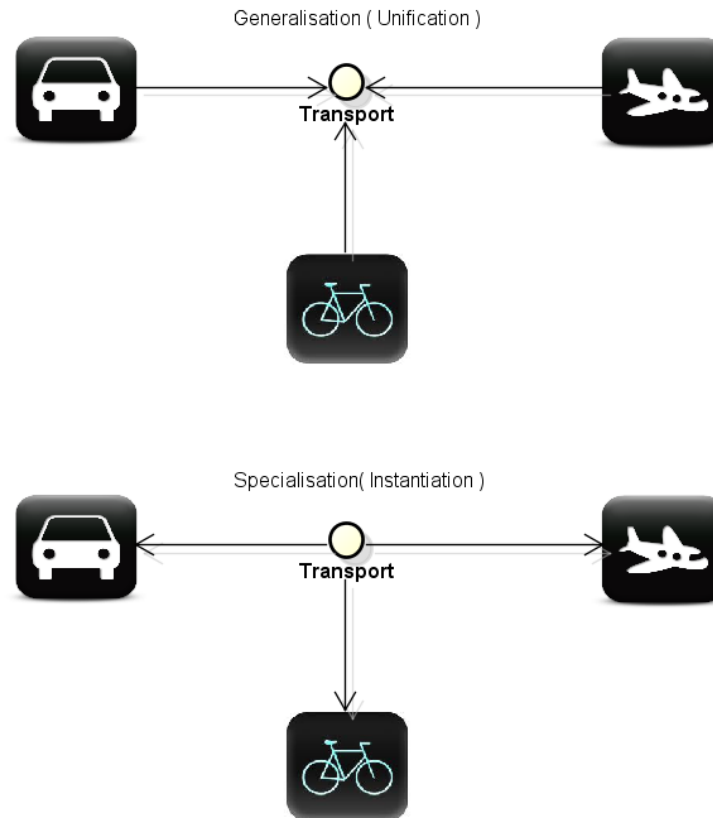 Generalisation ( Unification )
Transport
Specialisation( Instantiation )
Transport